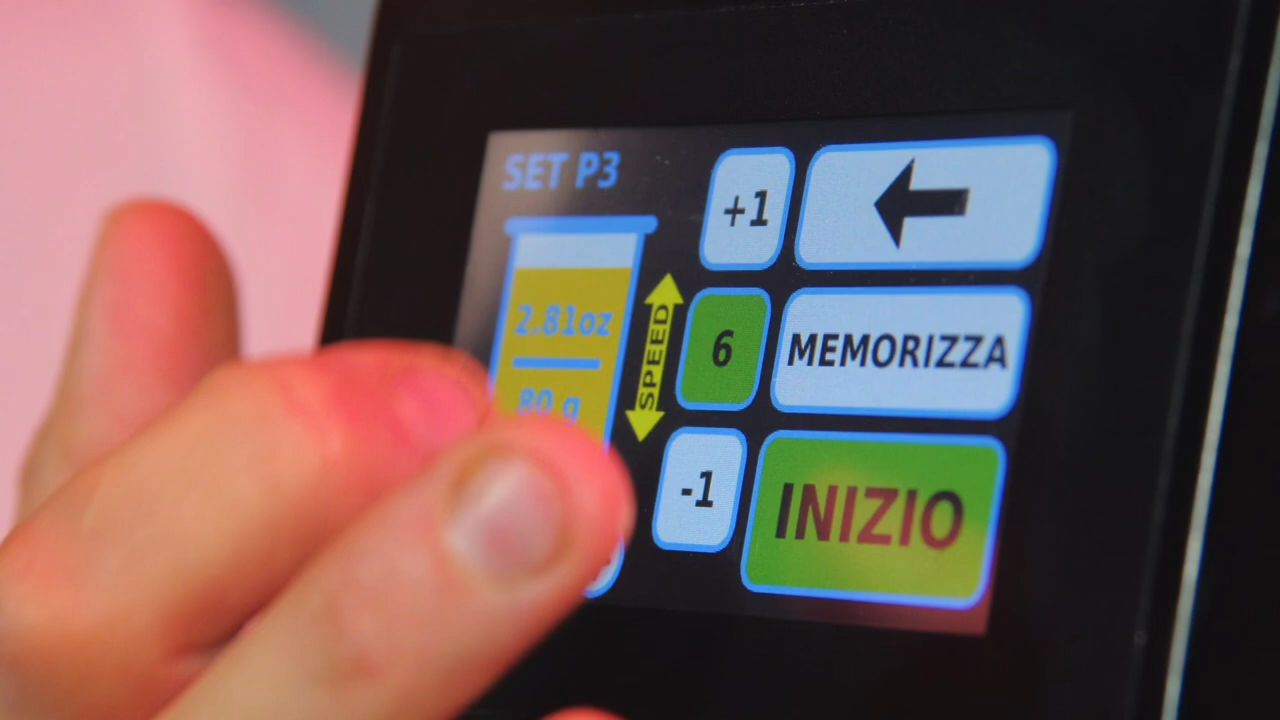 SET P3
+1
2.81oz
80 g
SPEED
6
MEMORIZZA
-1
INIZIO